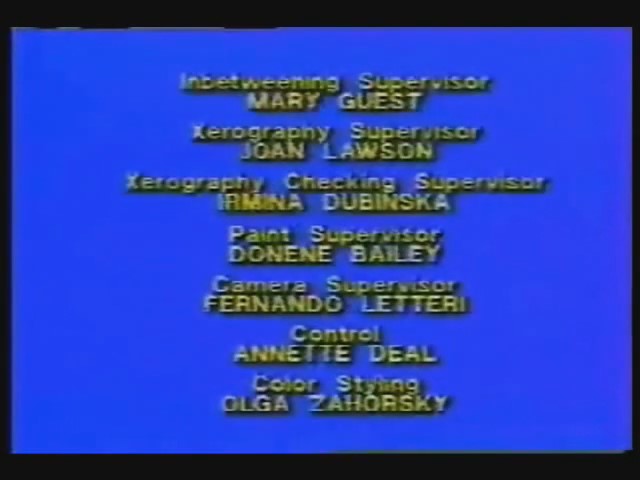 Inbetweening Supervisor
MARY GUEST
Xerography Supervisor
JOAN LAWSON
Xerography Checking Supervisor
IRMINA DUBINSKA
Paint Supervisor
DONENE BAILEY
Camera Supervisor
FERNANDO LETTERI
Control
ANNETTE DEAL
Color Styling
OLGA ZAHORSKY